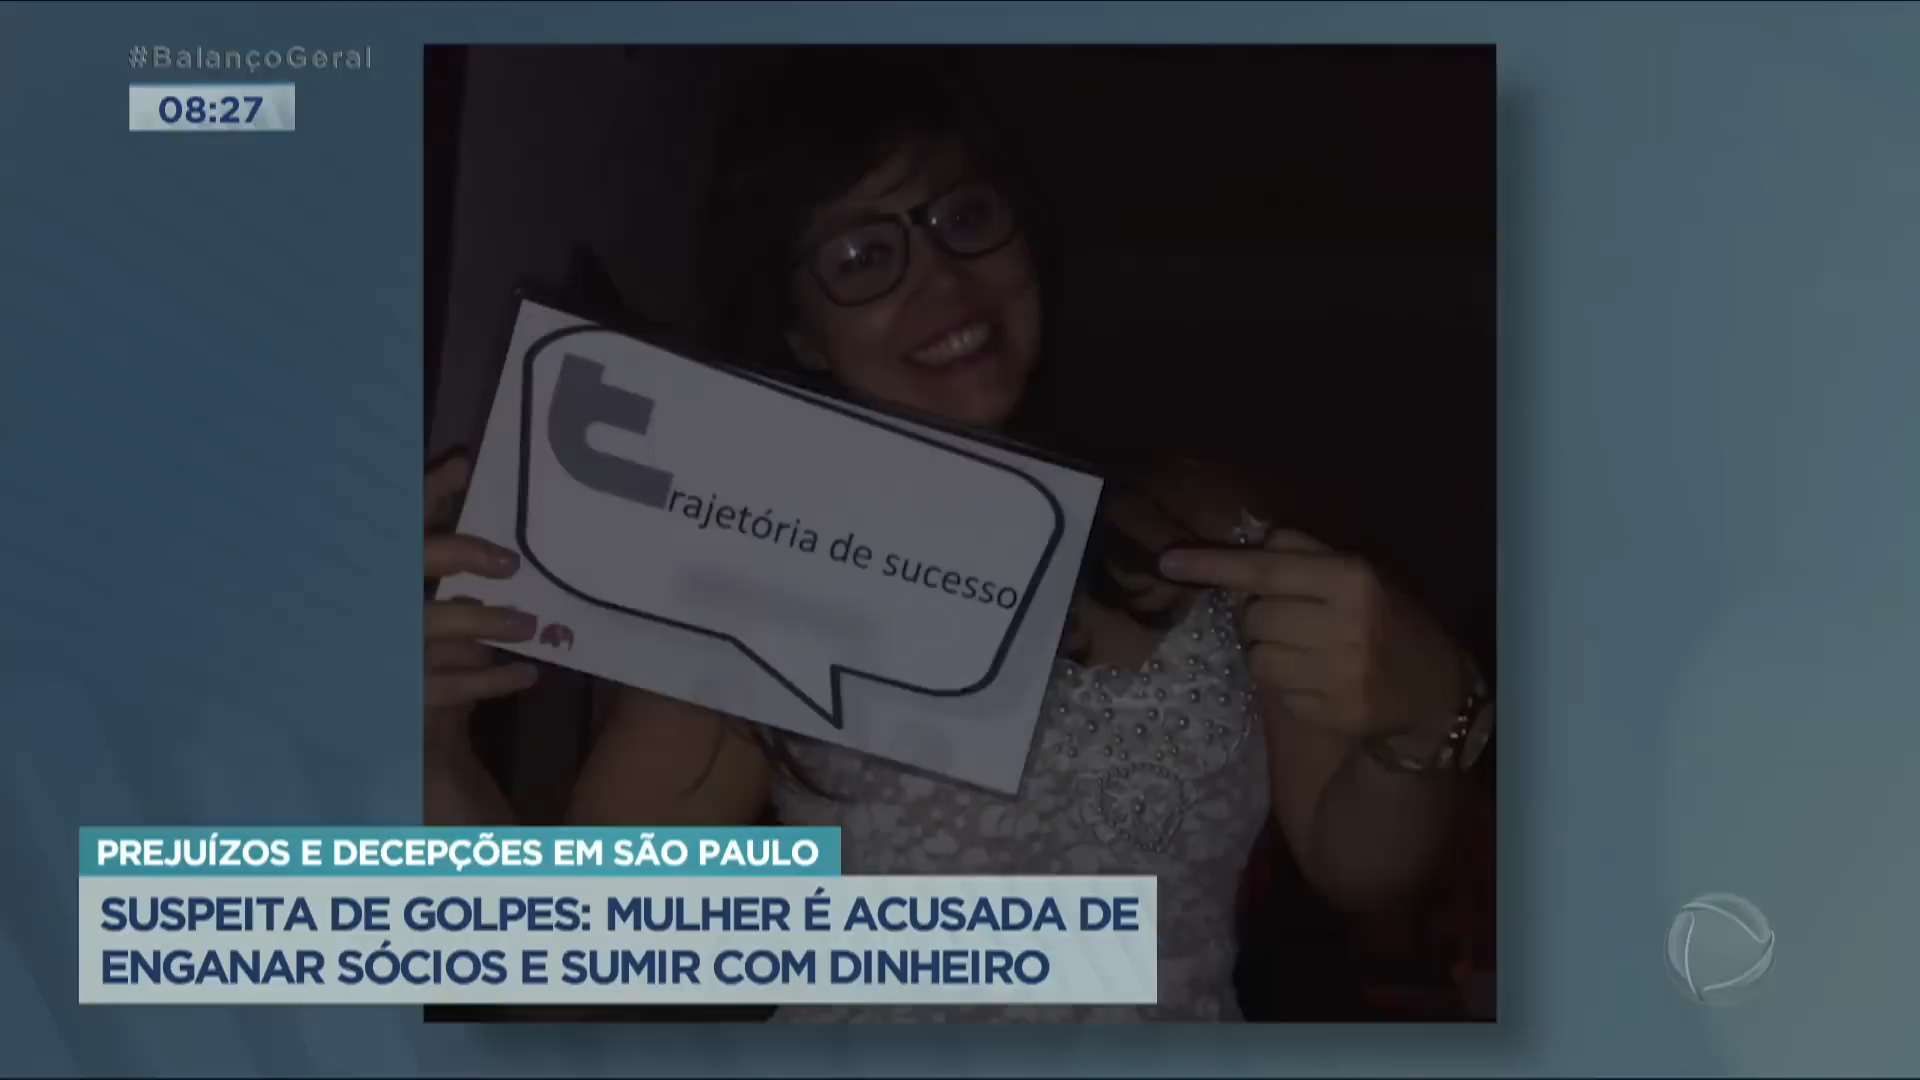 #BalançoGeral
08:27
trajetória de sucesso
PREJUÍZOS E DECEPÇÕES EM SÃO PAULO
SUSPEITA DE GOLPES: MULHER É ACUSADA DE
ENGANAR SÓCIOS E SUMIR COM DINHEIRO